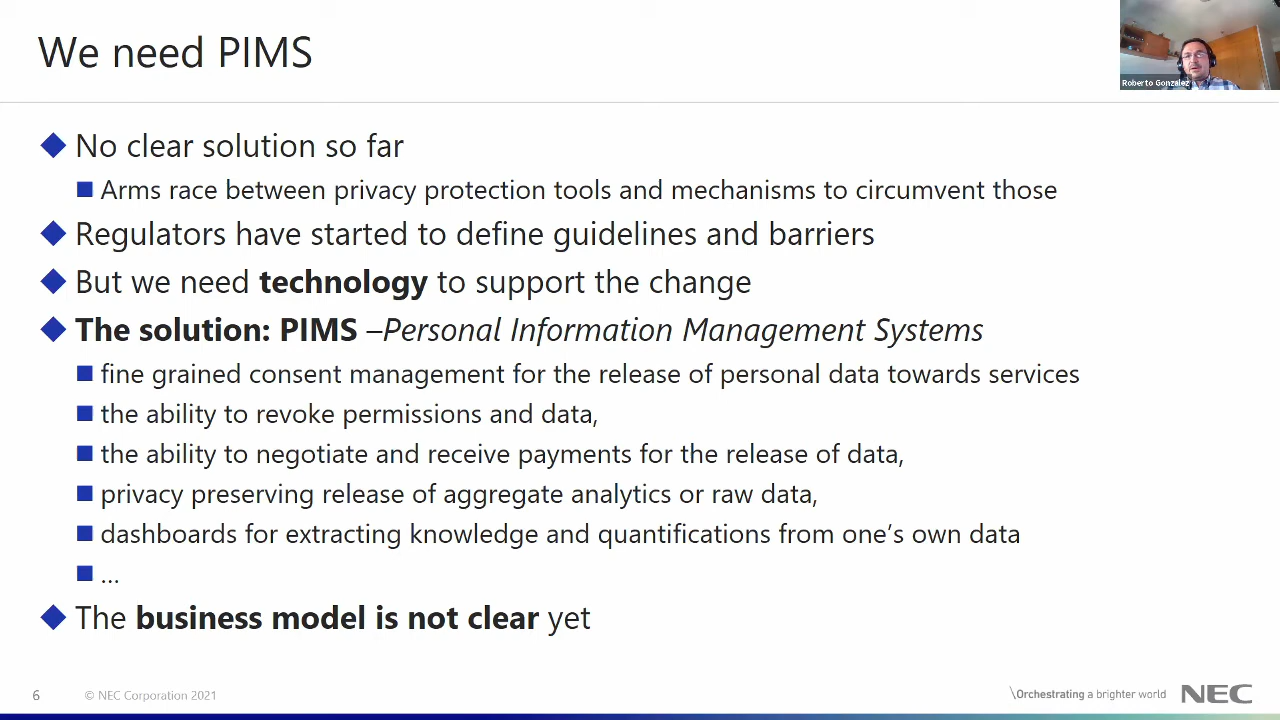 We need PIMS
Roberto Gonzalez
No clear solution so far
Arms race between privacy protection tools and mechanisms to circumvent those
Regulators have started to define guidelines and barriers
But we need technology to support the change
The solution: PIMS –Personal Information Management Systems
fine grained consent management for the release of personal data towards services
the ability to revoke permissions and data,
the ability to negotiate and receive payments for the release of data,
privacy preserving release of aggregate analytics or raw data,
dashboards for extracting knowledge and quantifications from one’s own data
...
The business model is not clear yet
6
© NEC Corporation 2021
\Orchestrating a brighter world
NEC